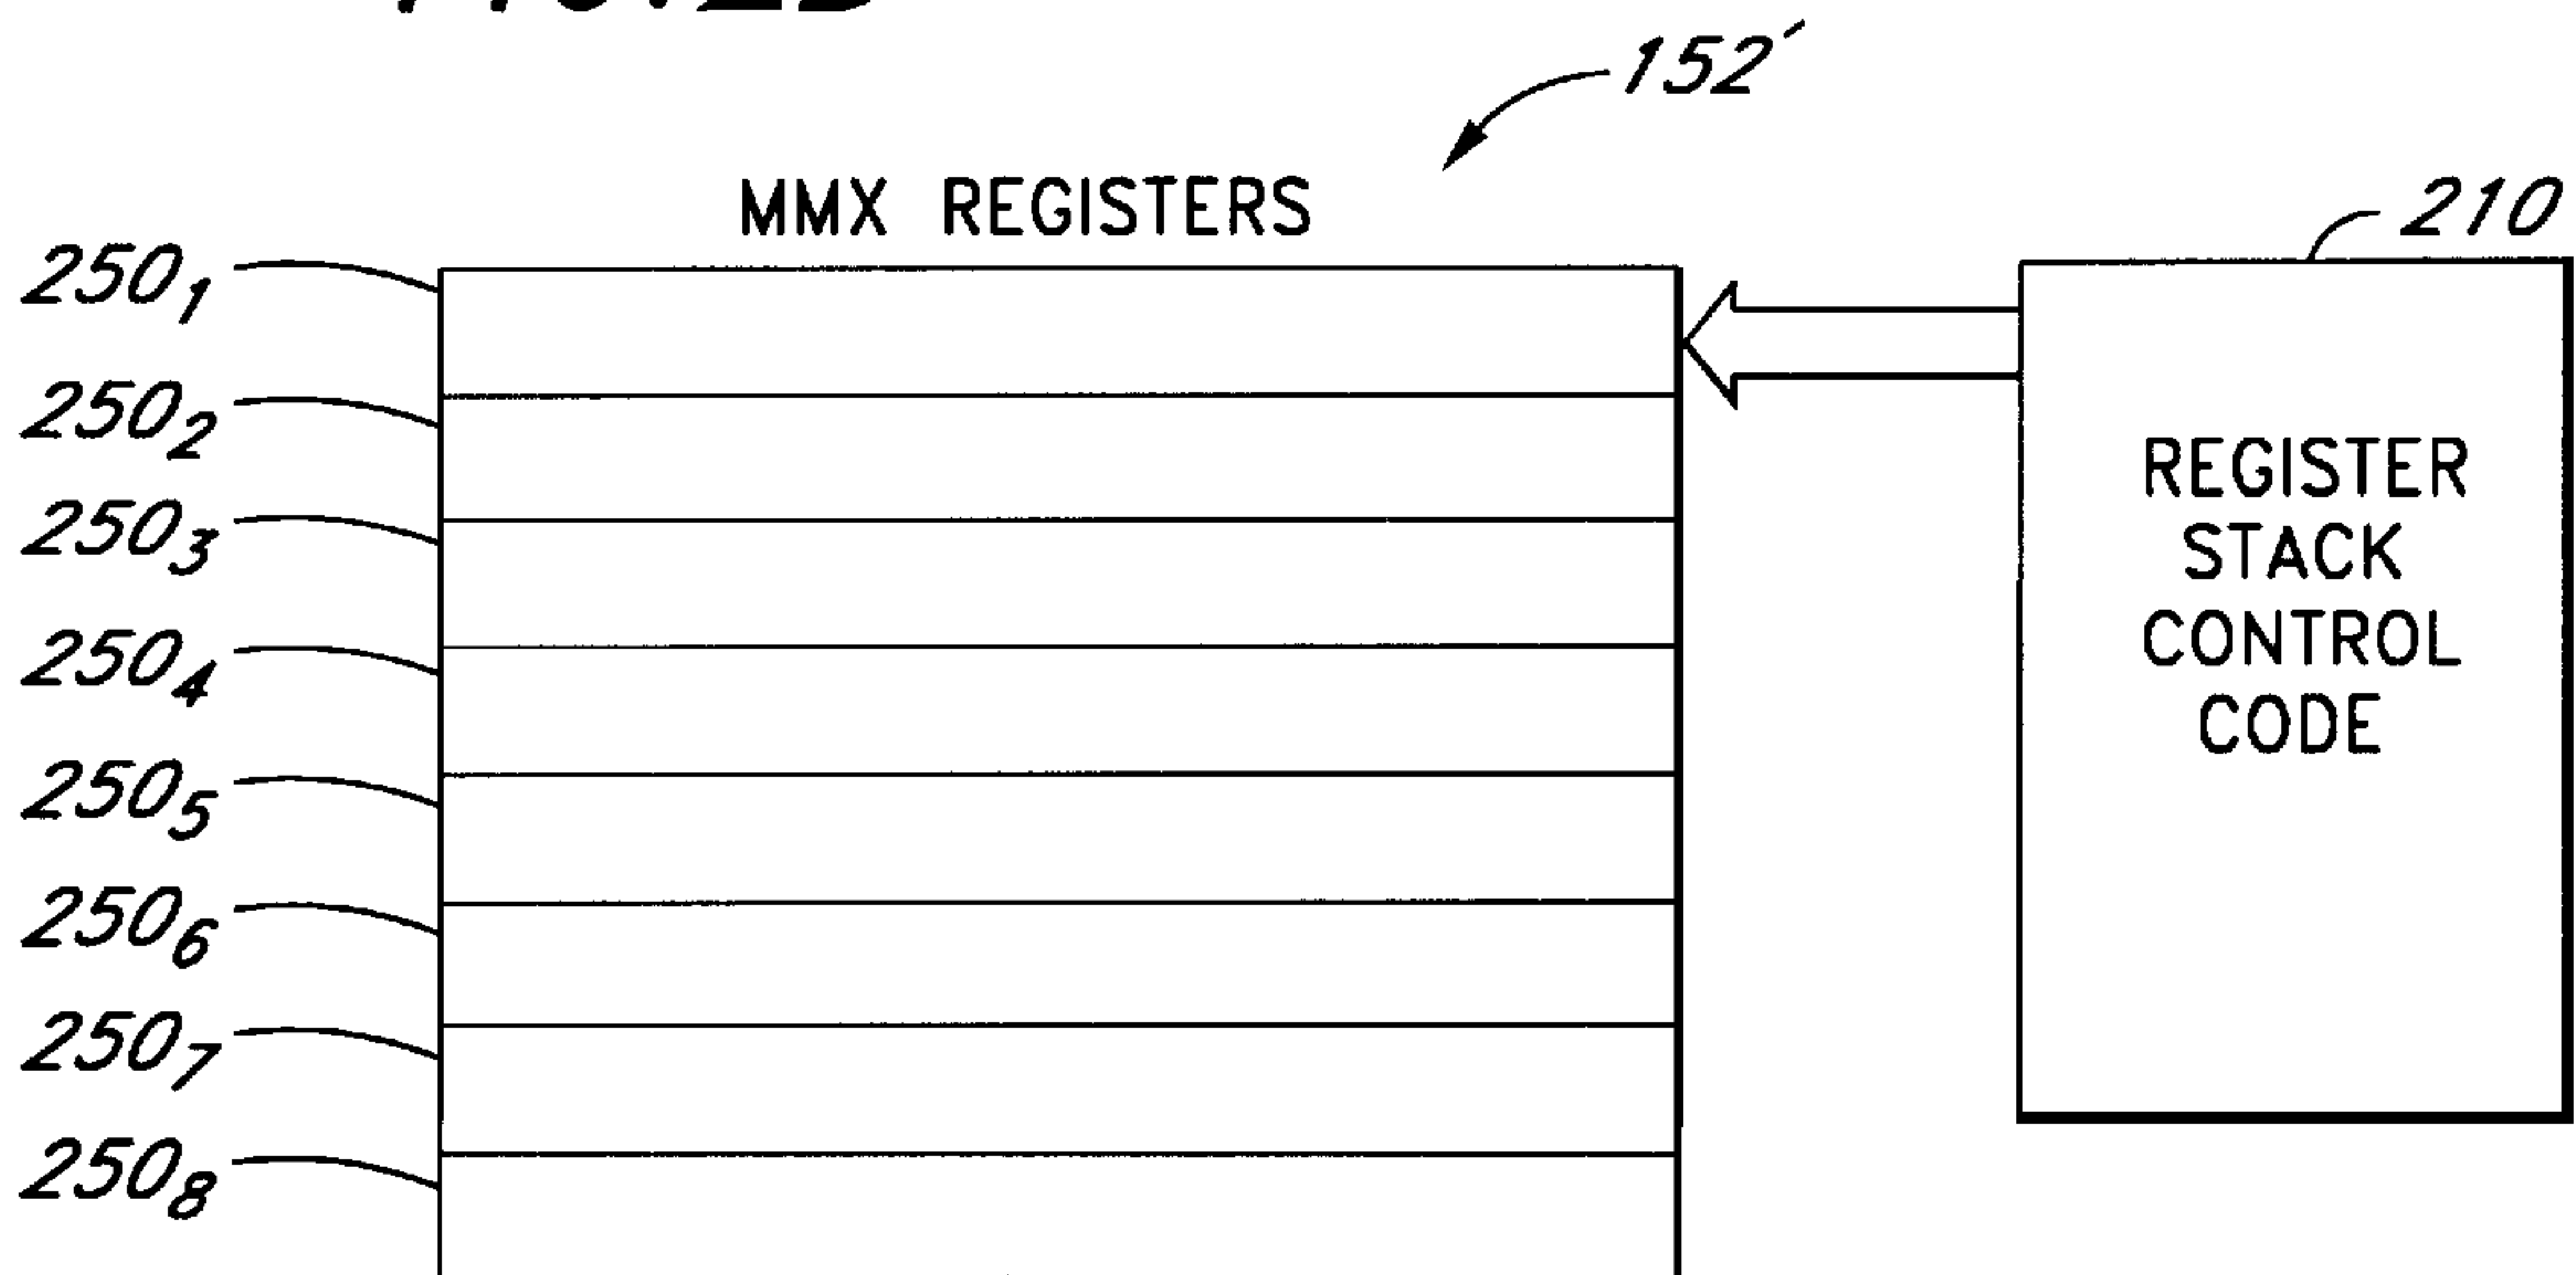 152′
MMX REGISTERS
210
250₁
250₂
250₃
250₄
250₅
250₆
250₇
250₈
REGISTER
STACK
CONTROL
CODE